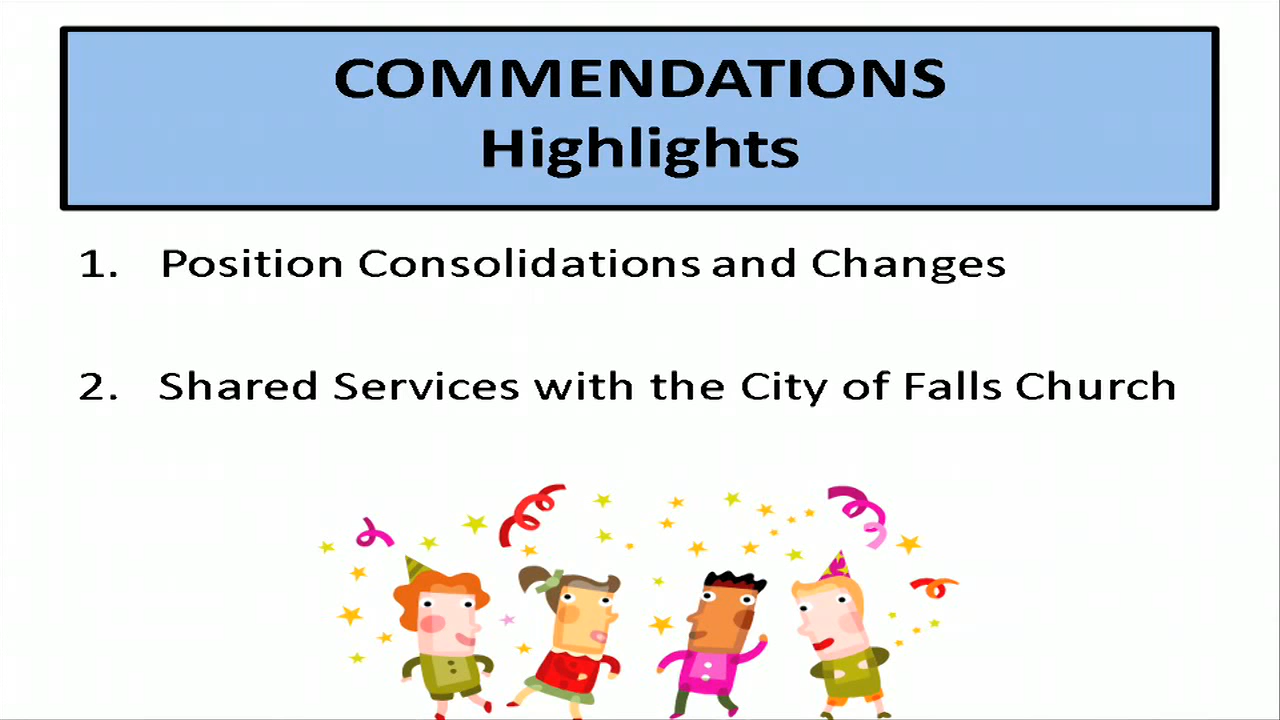 COMMENDATIONS
Highlights
1. Position Consolidations and Changes
2. Shared Services with the City of Falls Church